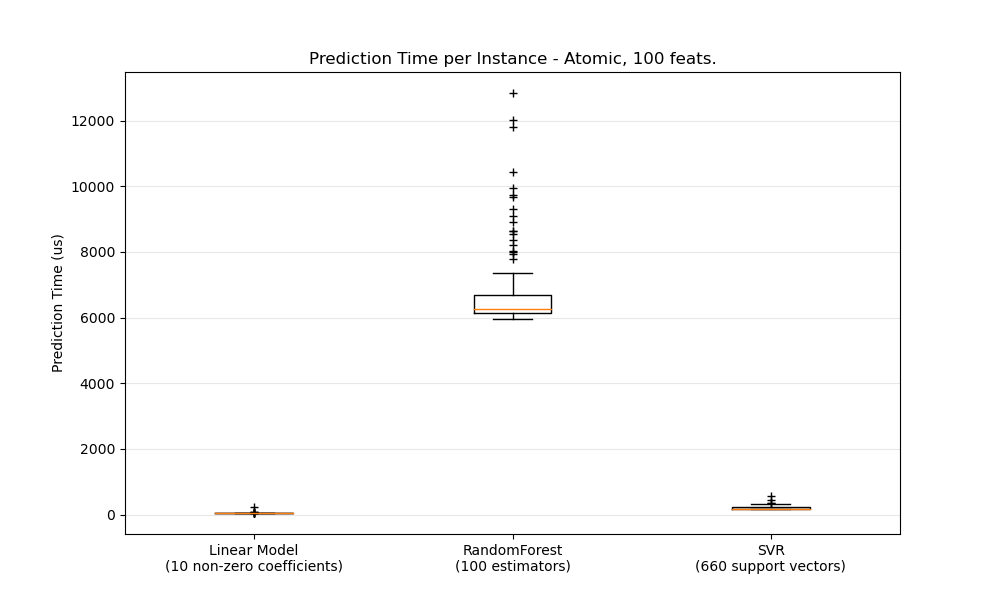 Prediction Time per Instance - Atomic, 100 feats.
Prediction Time (us)
12000
10000
8000
6000
4000
2000
0
Linear Model
(10 non-zero coefficients)
RandomForest
(100 estimators)
SVR
(660 support vectors)